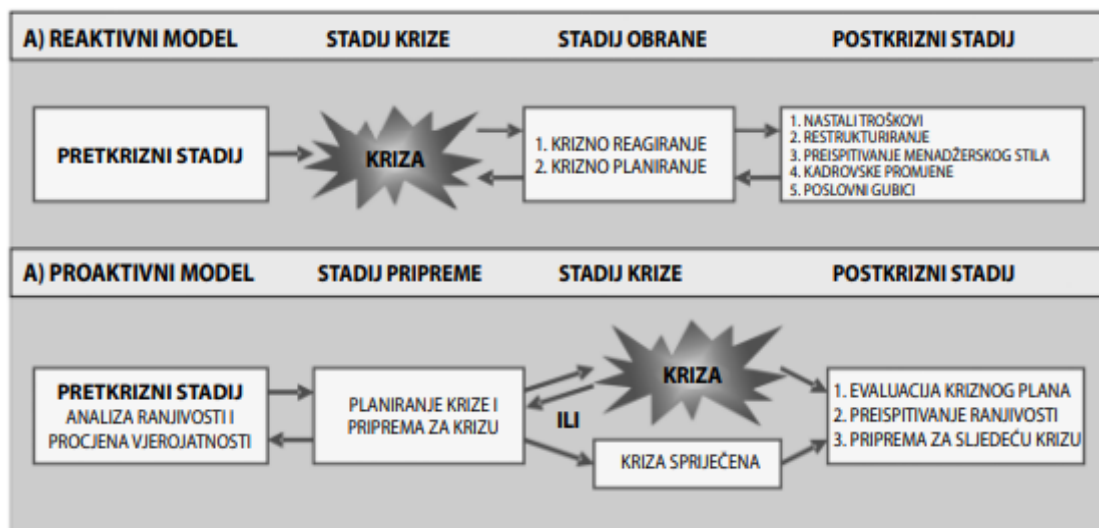 A) REAKTIVNI MODEL STADIJ KRIZE STADIJ OBRANE POSTKRIZNI STADIJ
PRETKRIZNI STADIJ
KRIZA
1. KRIZNO REAGIRANJE
2. KRIZNO PLANIRANJE
1. NASTALI TROŠKOVI
2. RESTRUKTURIRANJE
3. PREISPITIVANJE MENADŽERSKOG STILA
4. KADROVSKE PROMJENE
5. POSLOVNI GUBICI
A) PROAKTIVNI MODEL STADIJ PRIPREME STADIJ KRIZE POSTKRIZNI STADIJ
PRETKRIZNI STADIJ
ANALIZA RANJIVOSTI I
PROCJENA VJEROJATNOSTI
PLANIRANJE KRIZE I
PRIPREMA ZA KRIZU
KRIZA
ILI
KRIZA SPRIJEČENA
1. EVALUACIJA KRIZNOG PLANA
2. PREISPITIVANJE RANJIVOSTI
3. PRIPREMA ZA SLJEDEĆU KRIZU